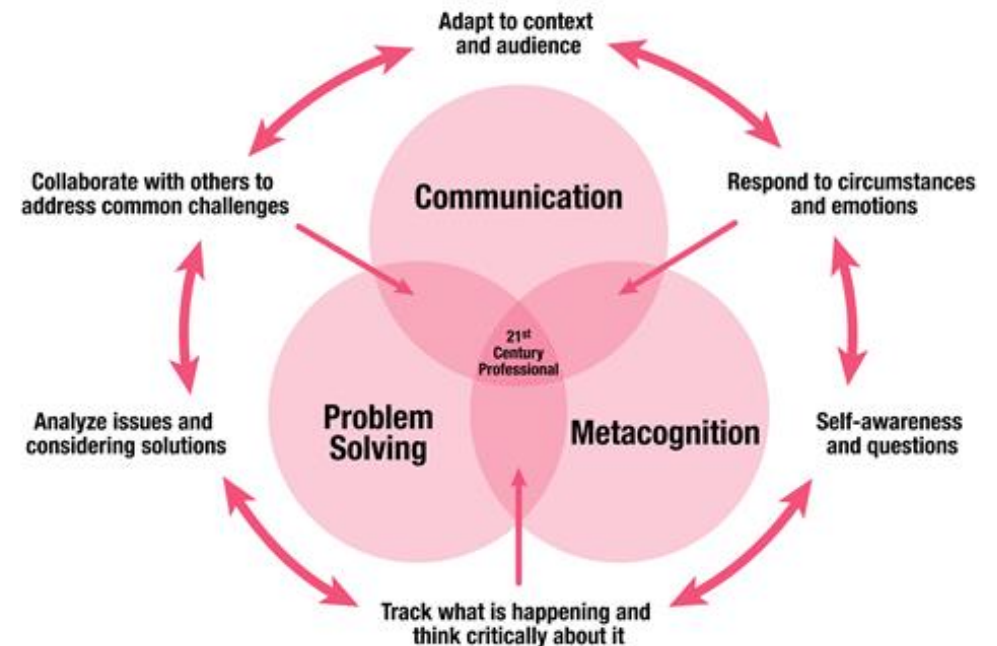 Adapt to context
and audience
Collaborate with others to
address common challenges
Respond to circumstances
and emotions
Communication
21st
Century
Professional
Problem
Solving
Metacognition
Analyze issues and
considering solutions
Self-awareness
and questions
Track what is happening and
think critically about it